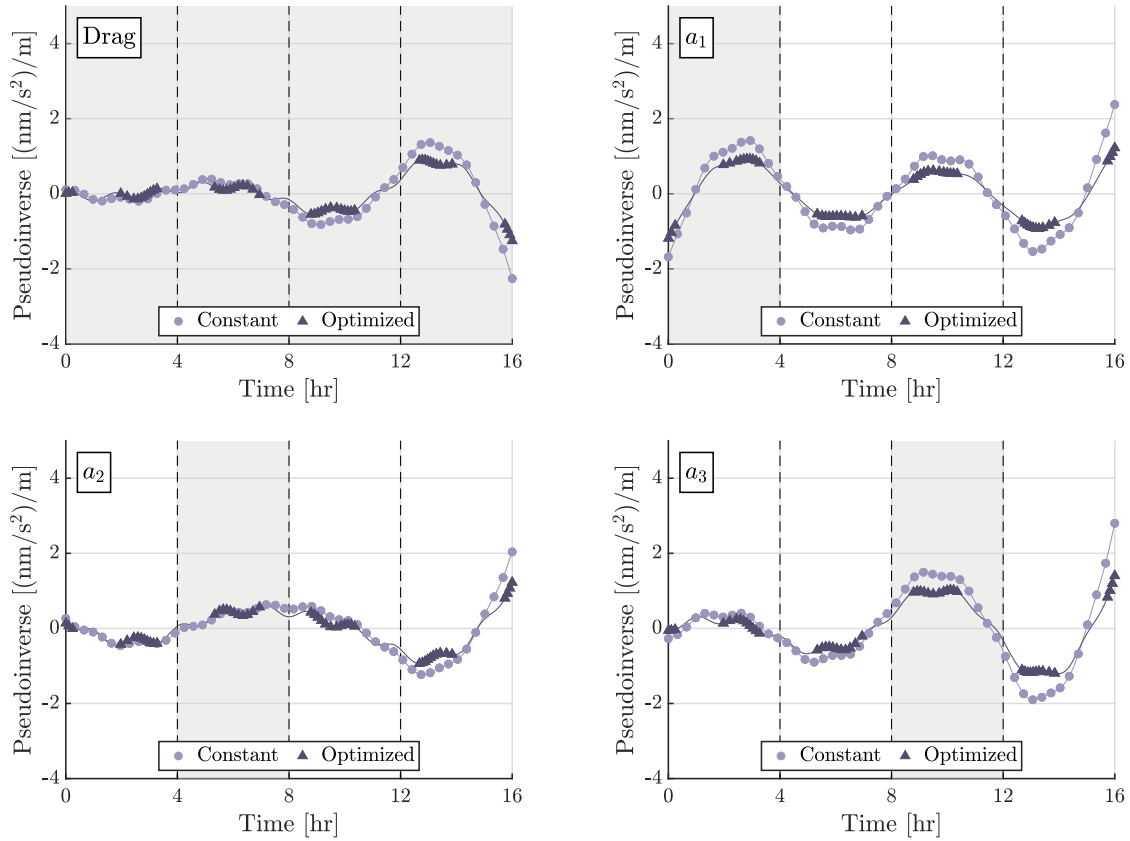 Drag
Pseudoinverse [(nm/s²)/m]
4
2
0
-2
-4
Constant Optimized
0 4 8 12 16
Time [hr]
a₁
Pseudoinverse [(nm/s²)/m]
4
2
0
-2
-4
Constant Optimized
0 4 8 12 16
Time [hr]
a₂
Pseudoinverse [(nm/s²)/m]
4
2
0
-2
-4
Constant Optimized
0 4 8 12 16
Time [hr]
a₃
Pseudoinverse [(nm/s²)/m]
4
2
0
-2
-4
Constant Optimized
0 4 8 12 16
Time [hr]